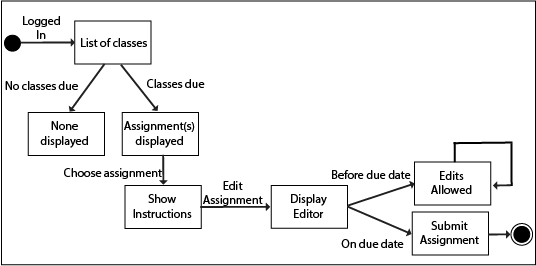 Logged
In
List of classes
No classes due
Classes due
None
displayed
Assignment(s)
displayed
Choose assignment
Show
Instructions
Edit
Assignment
Display
Editor
Before due date
Edits
Allowed
On due date
Submit
Assignment